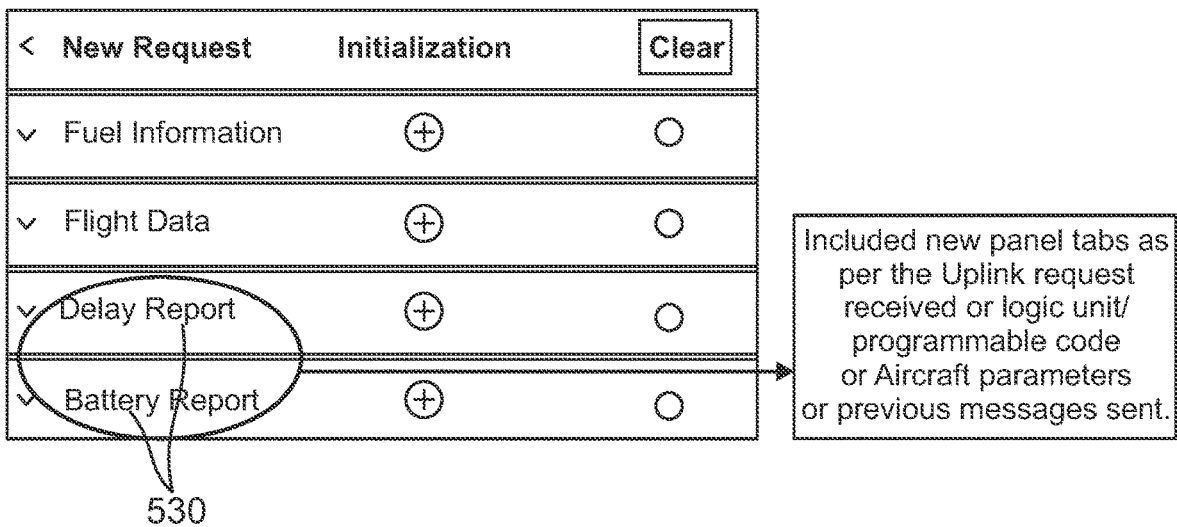 < New Request Initialization Clear
Fuel Information
Flight Data
Delay Report
Battery Report
Included new panel tabs as
per the Uplink request
received or logic unit/
programmable code
or Aircraft parameters
or previous messages sent.
530